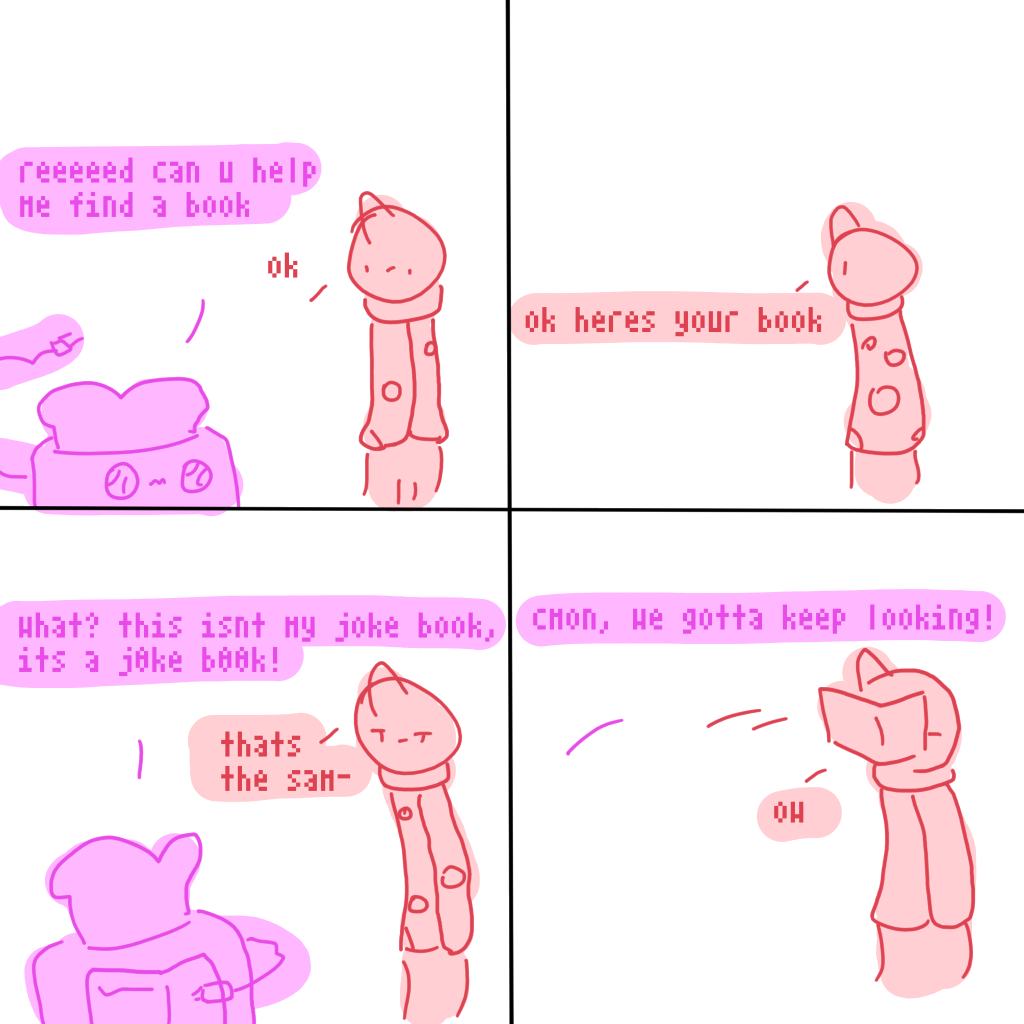 reeeeed can u help
me find a book
ok
ok heres your book
what? this isnt my joke book,
its a j0ke b00k!
thats
the sam-
cmon, we gotta keep looking!
ow